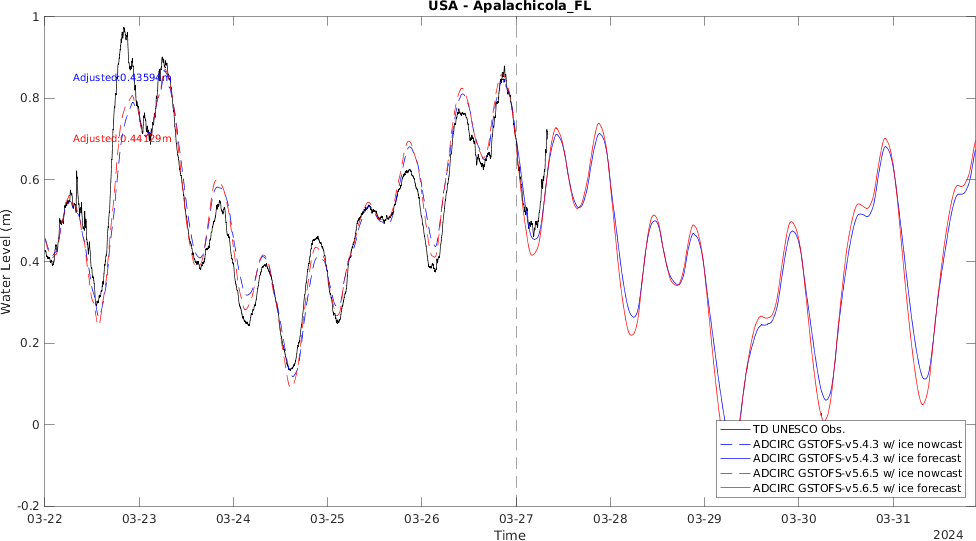 USA - Apalachicola_FL
1
0.8
0.6
0.4
0.2
0
-0.2
Water Level (m)
Adjusted:0.43594m
Adjusted:0.44129m
TD UNESCO Obs.
ADCIRC GSTOFS-v5.4.3 w/ ice nowcast
ADCIRC GSTOFS-v5.4.3 w/ ice forecast
ADCIRC GSTOFS-v5.6.5 w/ ice nowcast
ADCIRC GSTOFS-v5.6.5 w/ ice forecast
03-22 03-23 03-24 03-25 03-26 03-27 03-28 03-29 03-30 03-31
Time
2024